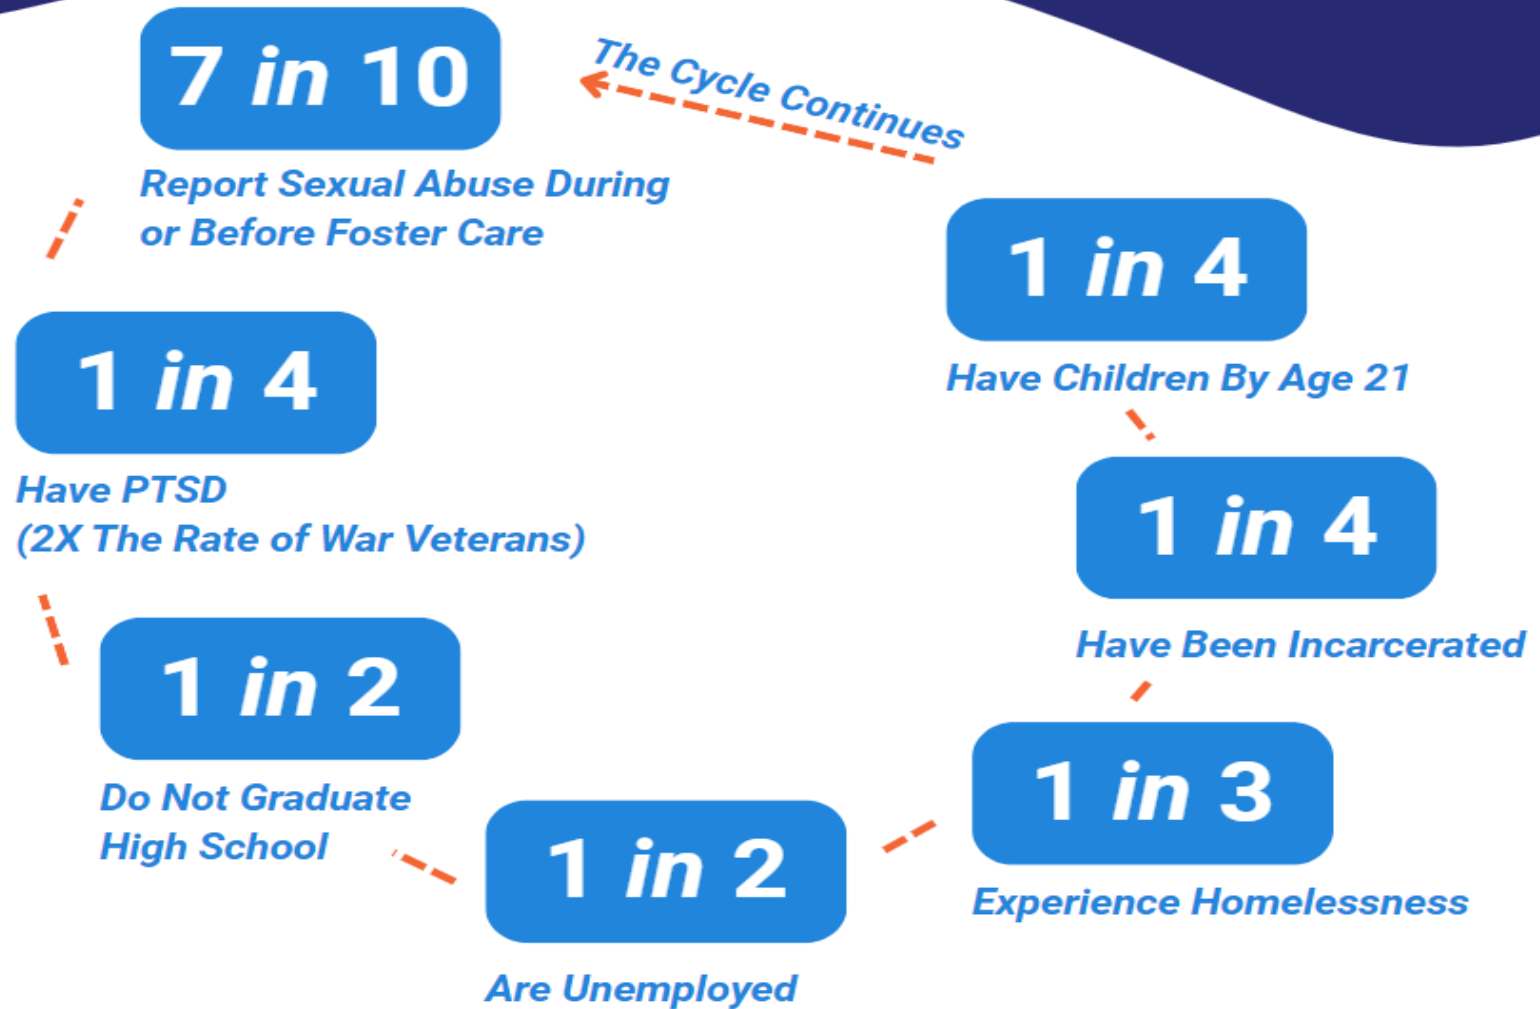 7 in 10
Report Sexual Abuse During
or Before Foster Care
1 in 4
Have PTSD
(2X The Rate of War Veterans)
1 in 2
Do Not Graduate
High School
1 in 2
Are Unemployed
1 in 3
Experience Homelessness
1 in 4
Have Been Incarcerated
1 in 4
Have Children By Age 21
The Cycle Continues